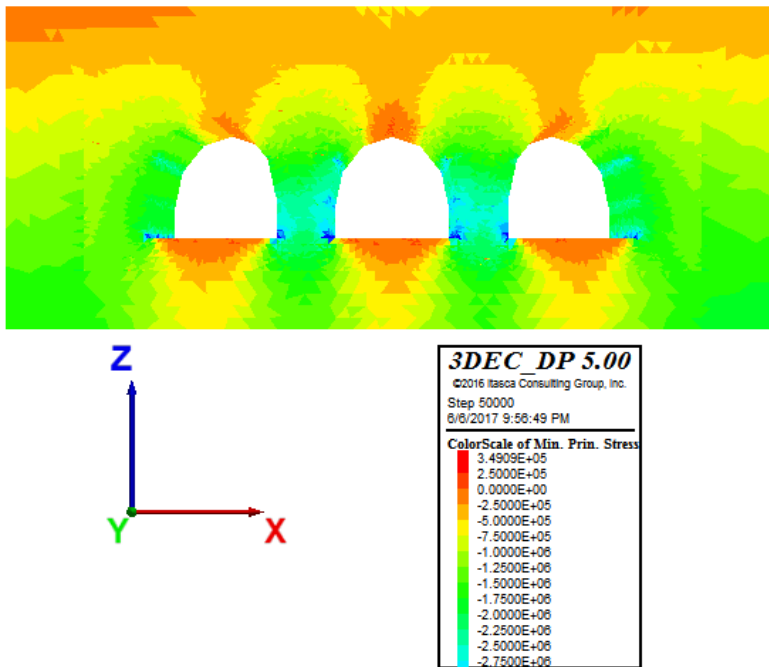 Z
Y
X
3DEC_DP 5.00
©2016 Itasca Consulting Group, Inc.
Step 50000
6/6/2017 9:56:49 PM
ColorScale of Min. Prin. Stress
3.4909E+05
2.5000E+05
0.0000E+00
-2.5000E+05
-5.0000E+05
-7.5000E+05
-1.0000E+06
-1.2500E+06
-1.5000E+06
-1.7500E+06
-2.0000E+06
-2.2500E+06
-2.5000E+06
-2.7500E+06